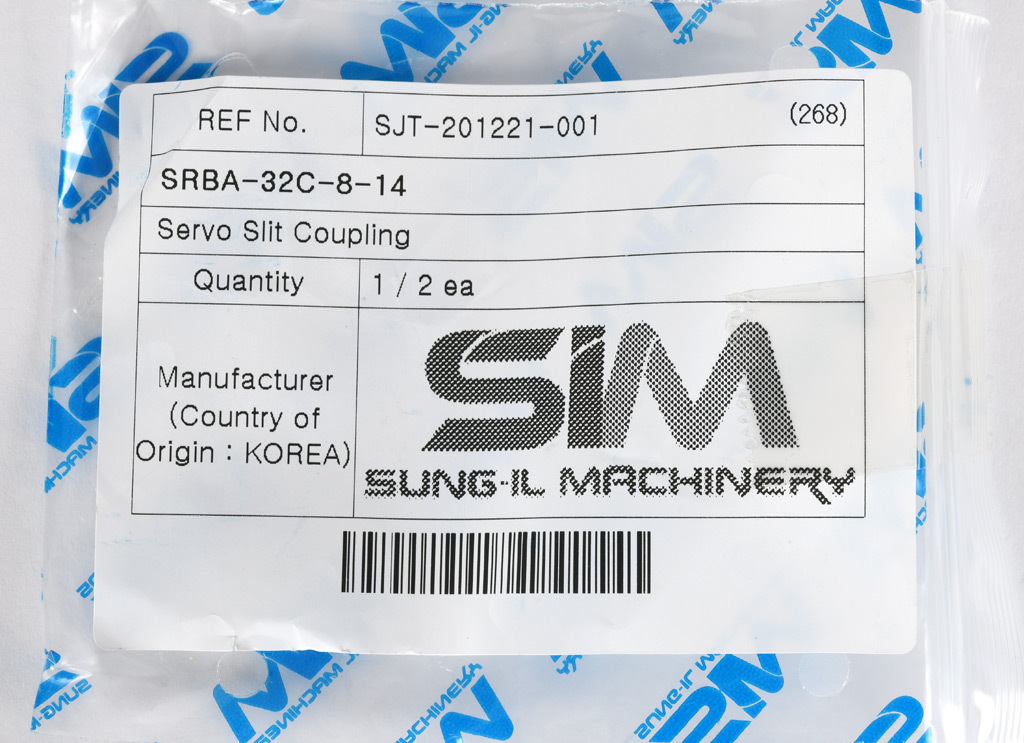 REF No.
SJT-201221-001
(268)
SRBA-32C-8-14
Servo Slit Coupling
Quantity
1 / 2 ea
Manufacturer
(Country of
Origin : KOREA)
SIM
SUNG·IL MACHINERY